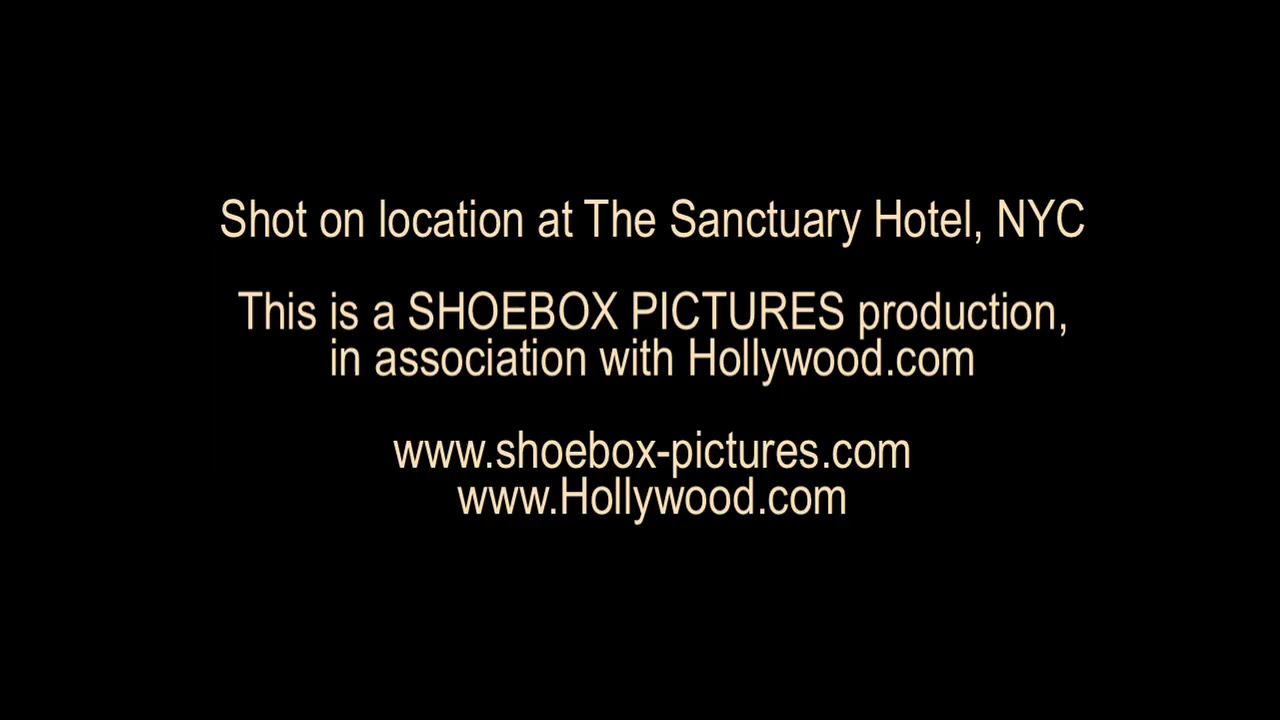 Shot on location at The Sanctuary Hotel, NYC
This is a SHOEBOX PICTURES production,
in association with Hollywood.com
www.shoebox-pictures.com
www.Hollywood.com